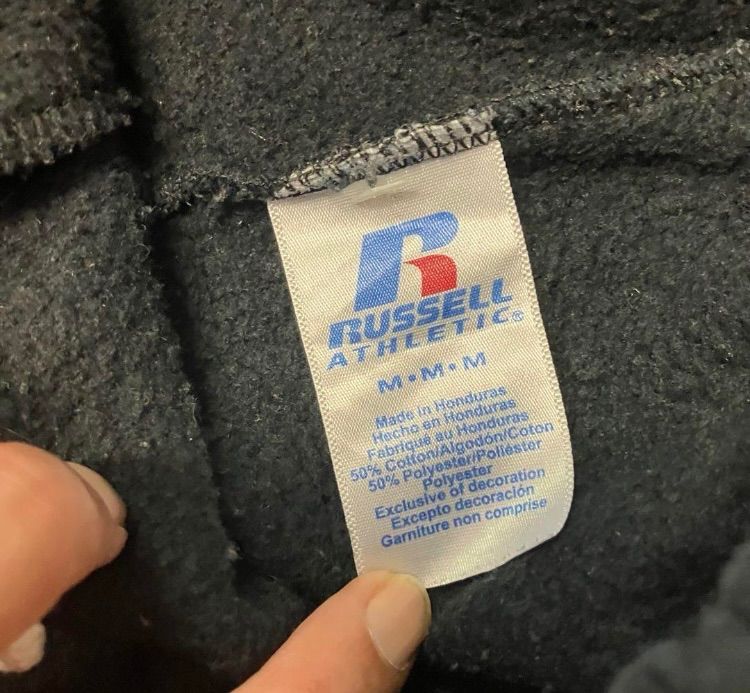 R
RUSSELL
ATHLETIC®
M•M•M
Made in Honduras
Hecho en Honduras
Fabrique au Honduras
50% Cotton/Algodón/Coton
50% Polyester/Poliéster
Polyester
Exclusive of decoration
Excepto decoración
Garniture non comprise